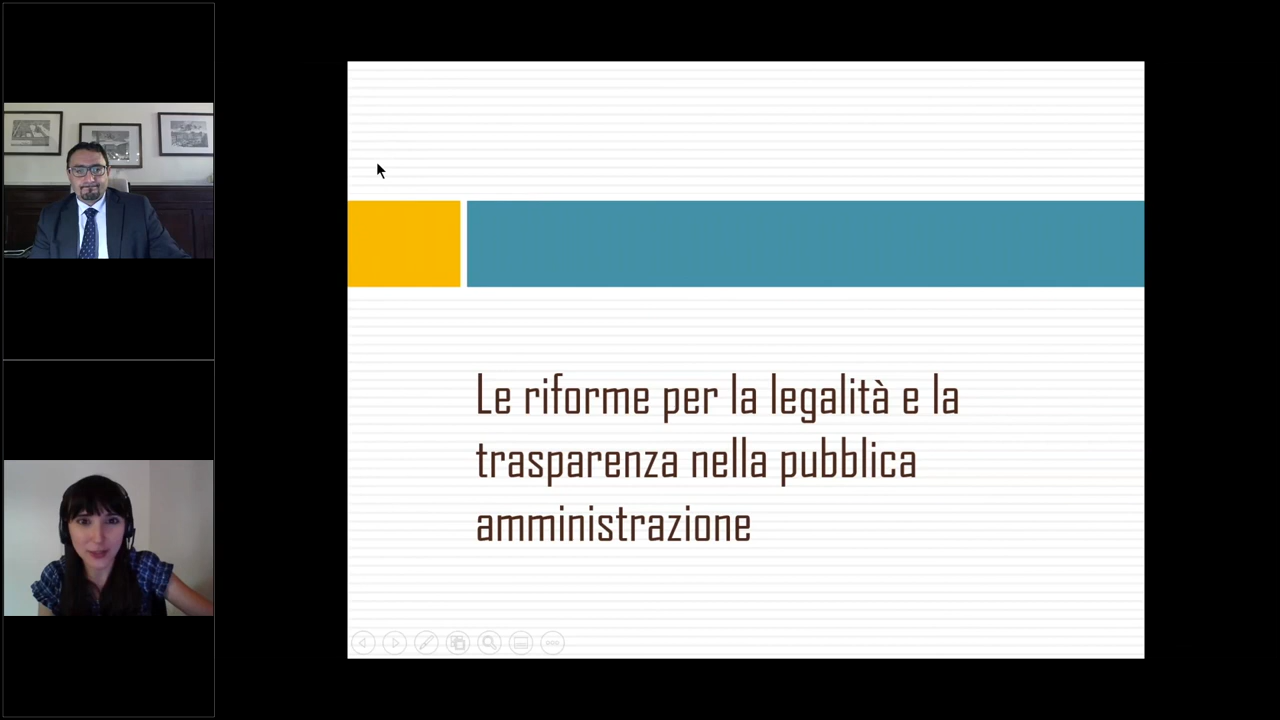 Le riforme per la legalità e la
trasparenza nella pubblica
amministrazione